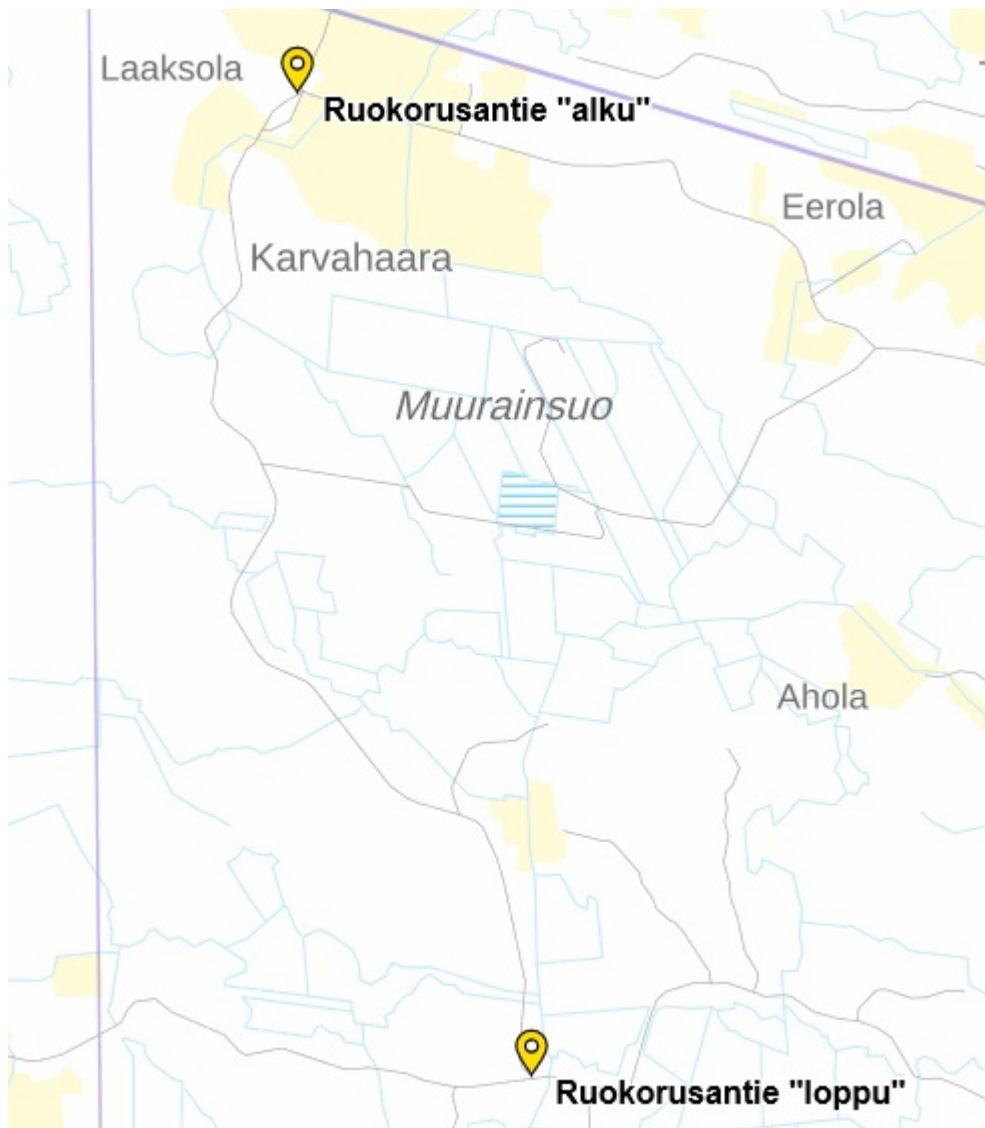 Laaksola
Ruokorusantie "alku"
Eerola
Karvahaara
Muurainsuo
Ahola
Ruokorusantie "loppu"